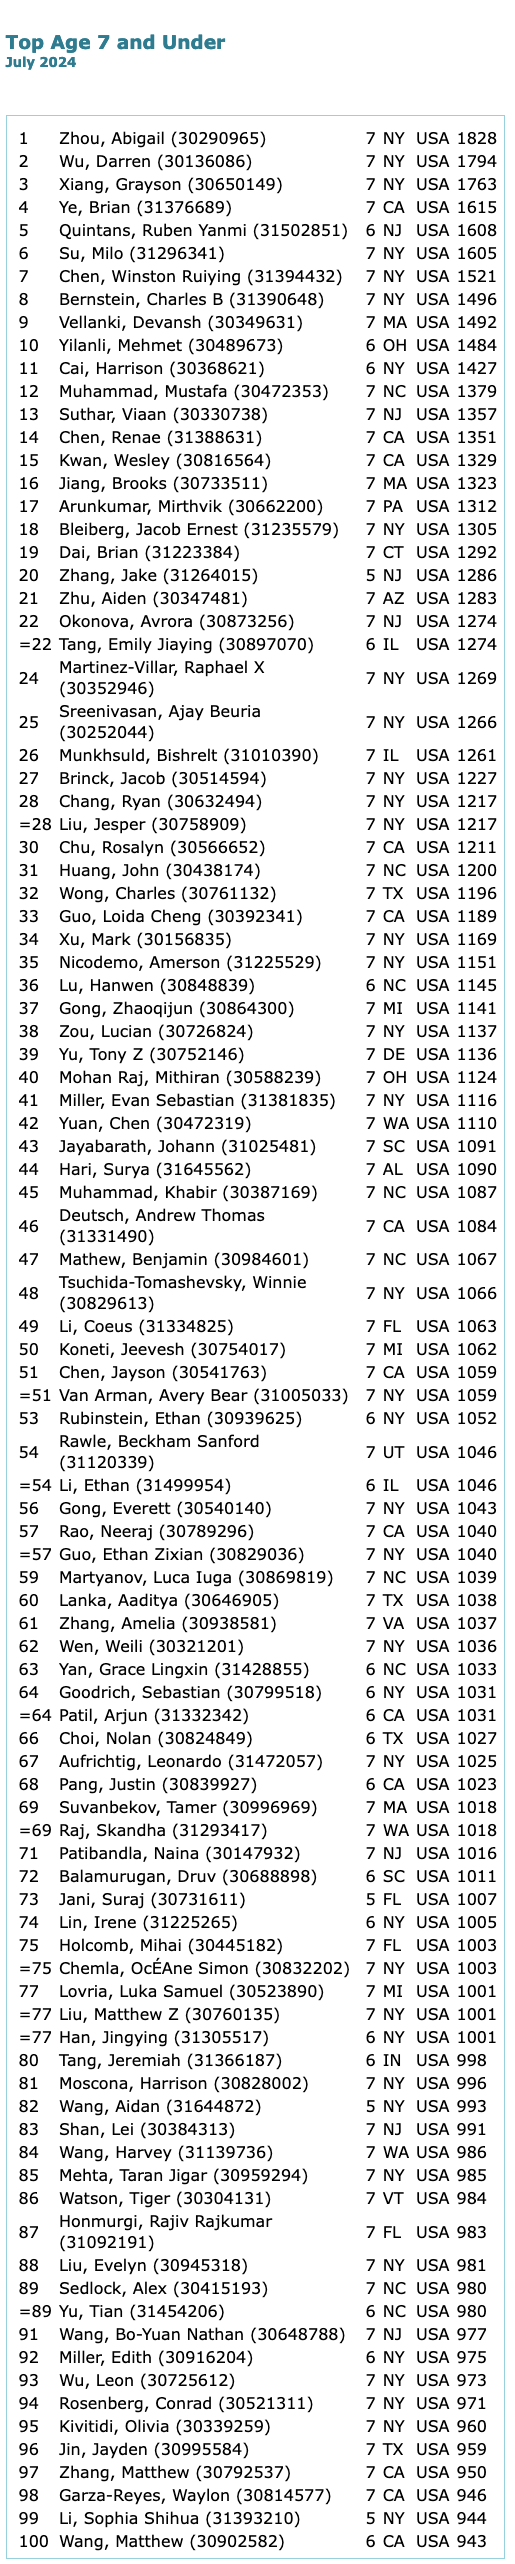 Top Age 7 and Under
July 2024
1 Zhou, Abigail (30290965) 7 NY USA 1828
2 Wu, Darren (30136086) 7 NY USA 1794
3 Xiang, Grayson (30650149) 7 NY USA 1763
4 Ye, Brian (31376689) 7 CA USA 1615
5 Quintans, Ruben Yanmi (31502851) 6 NJ USA 1608
6 Su, Milo (31296341) 7 NY USA 1605
7 Chen, Winston Ruiying (31394432) 7 NY USA 1521
8 Bernstein, Charles B (31390648) 7 NY USA 1496
9 Vellanki, Devansh (30349631) 7 MA USA 1492
10 Yilanli, Mehmet (30489673) 6 OH USA 1484
11 Cai, Harrison (30368621) 6 NY USA 1427
12 Muhammad, Mustafa (30472353) 7 NC USA 1379
13 Suthar, Viaan (30330738) 7 NJ USA 1357
14 Chen, Renae (31388631) 7 CA USA 1351
15 Kwan, Wesley (30816564) 7 CA USA 1329
16 Jiang, Brooks (30733511) 7 MA USA 1323
17 Arunkumar, Mirthvik (30662200) 7 PA USA 1312
18 Bleiberg, Jacob Ernest (31235579) 7 NY USA 1305
19 Dai, Brian (31223384) 7 CT USA 1292
20 Zhang, Jake (31264015) 5 NJ USA 1286
21 Zhu, Aiden (30347481) 7 AZ USA 1283
22 Okonova, Avrora (30873256) 7 NJ USA 1274
=22 Tang, Emily Jiaying (30897070) 6 IL USA 1274
24 Martinez-Villar, Raphael X
(30352946) 7 NY USA 1269
25 Sreenivasan, Ajay Beuria
(30252044) 7 NY USA 1266
26 Munkhsuld, Bishrelt (31010390) 7 IL USA 1261
27 Brinck, Jacob (30514594) 7 NY USA 1227
28 Chang, Ryan (30632494) 7 NY USA 1217
=28 Liu, Jesper (30758909) 7 NY USA 1217
30 Chu, Rosalyn (30566652) 7 CA USA 1211
31 Huang, John (30438174) 7 NC USA 1200
32 Wong, Charles (30761132) 7 TX USA 1196
33 Guo, Loida Cheng (30392341) 7 CA USA 1189
34 Xu, Mark (30156835) 7 NY USA 1169
35 Nicodemo, Amerson (31225529) 7 NY USA 1151
36 Lu, Hanwen (30848839) 6 NC USA 1145
37 Gong, Zhaoqijun (30864300) 7 MI USA 1141
38 Zou, Lucian (30726824) 7 NY USA 1137
39 Yu, Tony Z (30752146) 7 DE USA 1136
40 Mohan Raj, Mithiran (30588239) 7 OH USA 1124
41 Miller, Evan Sebastian (31381835) 7 NY USA 1116
42 Yuan, Chen (30472319) 7 WA USA 1110
43 Jayabarath, Johann (31025481) 7 SC USA 1091
44 Hari, Surya (31645562) 7 AL USA 1090
45 Muhammad, Khabir (30387169) 7 NC USA 1087
46 Deutsch, Andrew Thomas
(31331490) 7 CA USA 1084
47 Mathew, Benjamin (30984601) 7 NC USA 1067
48 Tsuchida-Tomashevsky, Winnie
(30829613) 7 NY USA 1066
49 Li, Coeus (31334825) 7 FL USA 1063
50 Koneti, Jeevesh (30754017) 7 MI USA 1062
51 Chen, Jayson (30541763) 7 CA USA 1059
=51 Van Arman, Avery Bear (31005033) 7 NY USA 1059
53 Rubinstein, Ethan (30939625) 6 NY USA 1052
54 Rawle, Beckham Sanford
(31120339) 7 UT USA 1046
=54 Li, Ethan (31499954) 6 IL USA 1046
56 Gong, Everett (30540140) 7 NY USA 1043
57 Rao, Neeraj (30789296) 7 CA USA 1040
=57 Guo, Ethan Zixian (30829036) 7 NY USA 1040
59 Martyanov, Luca Iuga (30869819) 7 NC USA 1039
60 Lanka, Aaditya (30646905) 7 TX USA 1038
61 Zhang, Amelia (30938581) 7 VA USA 1037
62 Wen, Weili (30321201) 7 NY USA 1036
63 Yan, Grace Lingxin (31428855) 6 NC USA 1033
64 Goodrich, Sebastian (30799518) 6 NY USA 1031
=64 Patil, Arjun (31332342) 6 CA USA 1031
66 Choi, Nolan (30824849) 6 TX USA 1027
67 Aufrichtig, Leonardo (31472057) 7 NY USA 1025
68 Pang, Justin (30839927) 6 CA USA 1023
69 Suvanbekov, Tamer (30996969) 7 MA USA 1018
=69 Raj, Skandha (31293417) 7 WA USA 1018
71 Patibandla, Naina (30147932) 7 NJ USA 1016
72 Balamurugan, Druv (30688898) 6 SC USA 1011
73 Jani, Suraj (30731611) 5 FL USA 1007
74 Lin, Irene (31225265) 6 NY USA 1005
75 Holcomb, Mihai (30445182) 7 FL USA 1003
=75 Chemla, OcÉAne Simon (30832202) 7 NY USA 1003
77 Lovria, Luka Samuel (30523890) 7 MI USA 1001
=77 Liu, Matthew Z (30760135) 7 NY USA 1001
=77 Han, Jingying (31305517) 6 NY USA 1001
80 Tang, Jeremiah (31366187) 6 IN USA 998
81 Moscona, Harrison (30828002) 7 NY USA 996
82 Wang, Aidan (31644872) 5 NY USA 993
83 Shan, Lei (30384313) 7 NJ USA 991
84 Wang, Harvey (31139736) 7 WA USA 986
85 Mehta, Taran Jigar (30959294) 7 NY USA 985
86 Watson, Tiger (30304131) 7 VT USA 984
87 Honmurgi, Rajiv Rajkumar
(31092191) 7 FL USA 983
88 Liu, Evelyn (30945318) 7 NY USA 981
89 Sedlock, Alex (30415193) 7 NC USA 980
=89 Yu, Tian (31454206) 6 NC USA 980
91 Wang, Bo-Yuan Nathan (30648788) 7 NJ USA 977
92 Miller, Edith (30916204) 6 NY USA 975
93 Wu, Leon (30725612) 7 NY USA 973
94 Rosenberg, Conrad (30521311) 7 NY USA 971
95 Kivitidi, Olivia (30339259) 7 NY USA 960
96 Jin, Jayden (30995584) 7 TX USA 959
97 Zhang, Matthew (30792537) 7 CA USA 950
98 Garza-Reyes, Waylon (30814577) 7 CA USA 946
99 Li, Sophia Shihua (31393210) 5 NY USA 944
100 Wang, Matthew (30902582) 6 CA USA 943